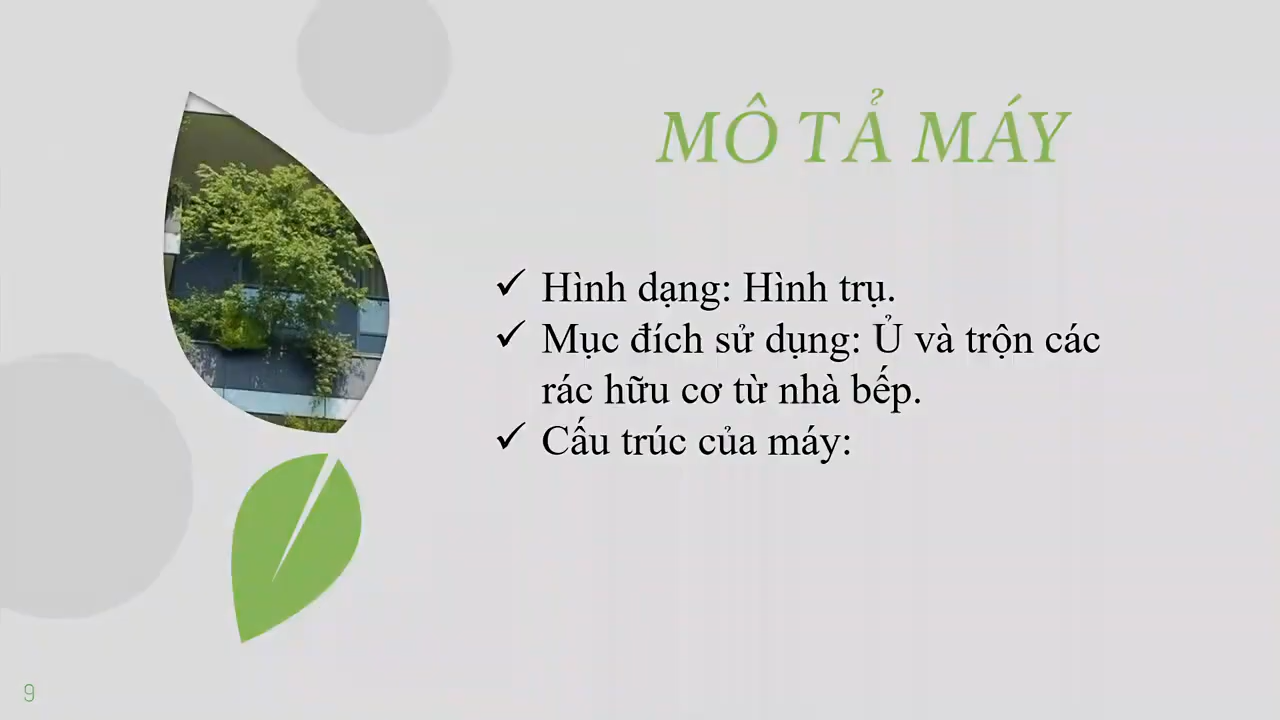 MÔ TẢ MÁY
✓ Hình dạng: Hình trụ.
✓ Mục đích sử dụng: Ủ và trộn các
rác hữu cơ từ nhà bếp.
✓ Cấu trúc của máy:
9